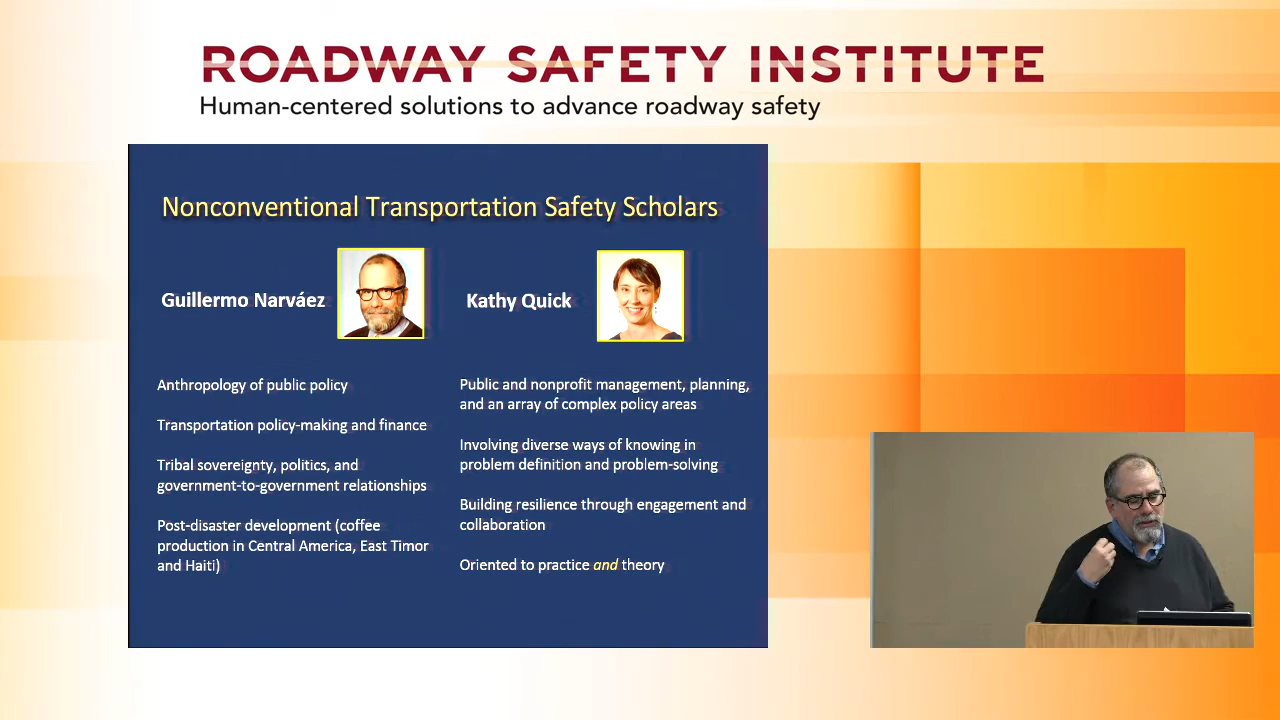 ROADWAY SAFETY INSTITUTE
Human-centered solutions to advance roadway safety
Nonconventional Transportation Safety Scholars
Guillermo Narváez
Kathy Quick
Anthropology of public policy
Transportation policy-making and finance
Tribal sovereignty, politics, and
government-to-government relationships
Post-disaster development (coffee
production in Central America, East Timor
and Haiti)
Public and nonprofit management, planning,
and an array of complex policy areas
Involving diverse ways of knowing in
problem definition and problem-solving
Building resilience through engagement and
collaboration
Oriented to practice and theory